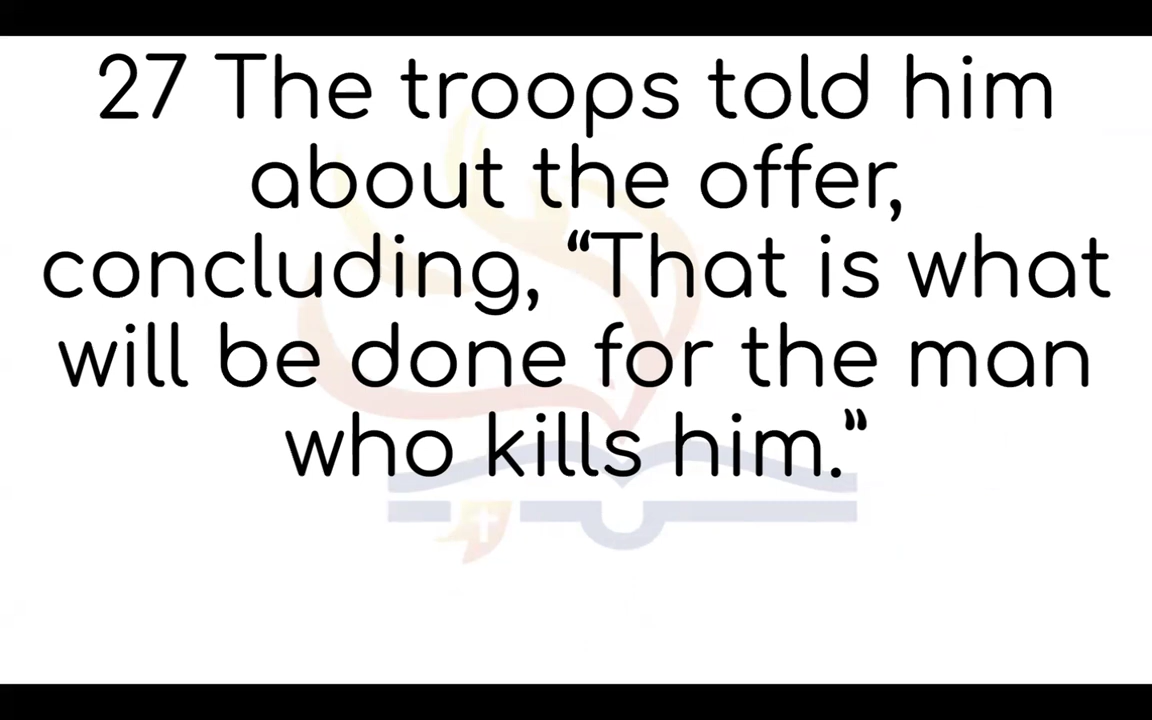 27 The troops told him
about the offer,
concluding, “That is what
will be done for the man
who kills him.”